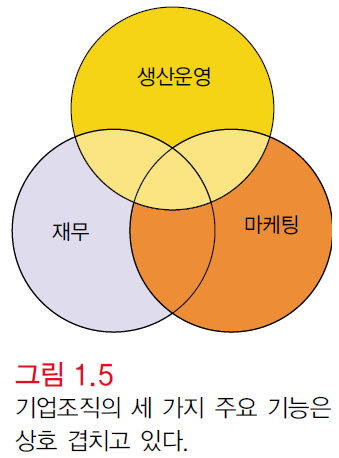 생산운영
재무
마케팅
그림 1.5
기업조직의 세 가지 주요 기능은
상호 겹치고 있다.